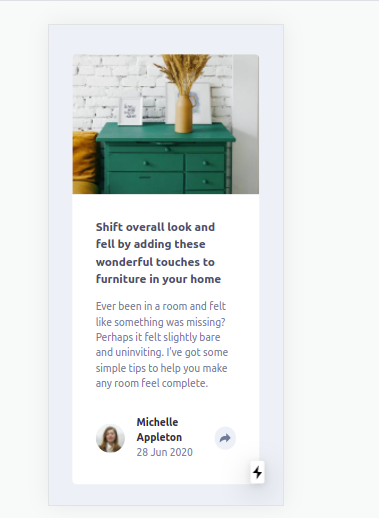 Shift overall look and
fell by adding these
wonderful touches to
furniture in your home
Ever been in a room and felt
like something was missing?
Perhaps it felt slightly bare
and uninviting. I've got some
simple tips to help you make
any room feel complete.
Michelle
Appleton
28 Jun 2020